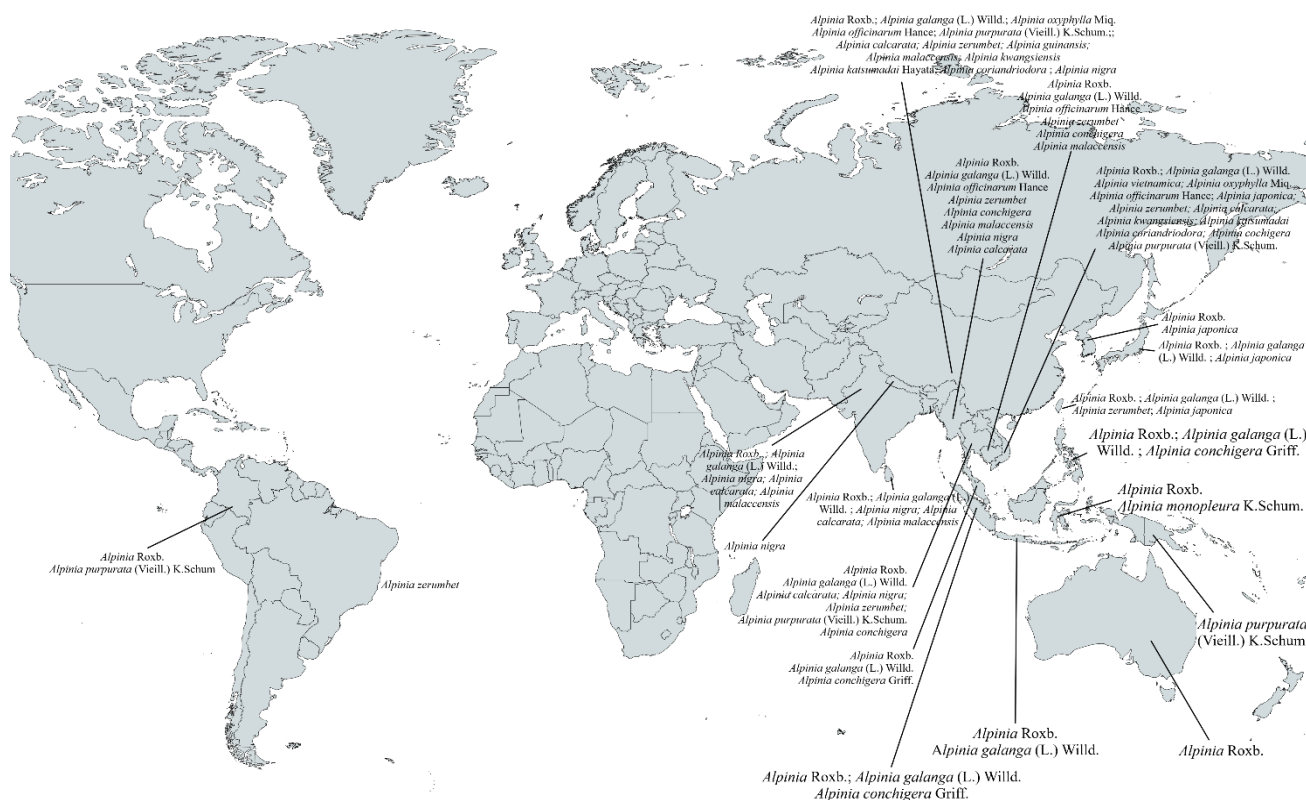 Alpinia Roxb.; Alpinia galanga (L.) Willd.; Alpinia oxyphylla Miq.
Alpinia officinarum Hance; Alpinia purpurata (Vieill.) K.Schum.;;
Alpinia calcarata; Alpinia zerumbet; Alpinia guinansis;
Alpinia malaccensis; Alpinia kwangsiensis
Alpinia katsumadai Hayata; Alpinia coriandriodora ; Alpinia nigra
Alpinia Roxb.
Alpinia galanga (L.) Willd.
Alpinia officinarum Hance
Alpinia zerumbet
Alpinia conchigera
Alpinia malaccensis
Alpinia Roxb.
Alpinia galanga (L.) Willd.
Alpinia officinarum Hance
Alpinia zerumbet
Alpinia conchigera
Alpinia malaccensis
Alpinia nigra
Alpinia calcarata
Alpinia Roxb.; Alpinia galanga (L.) Willd.
Alpinia vietnamica; Alpinia oxyphylla Miq.
Alpinia officinarum Hance; Alpinia japonica;
Alpinia zerumbet; Alpinia calcarata;
Alpinia kwangsiensis; Alpinia katsumadai
Alpinia coriandriodora; Alpinia cochigera
Alpinia purpurata (Vieill.) K.Schum.
Alpinia Roxb.
Alpinia japonica
Alpinia Roxb. ; Alpinia galanga
(L.) Willd. ; Alpinia japonica
Alpinia Roxb. ; Alpinia galanga (L.) Willd. ;
Alpinia zerumbet; Alpinia japonica
Alpinia Roxb.; Alpinia galanga (L.)
Willd. ; Alpinia conchigera Griff.
Alpinia Roxb. ; Alpinia
galanga (L.) Willd.;
Alpinia nigra; Alpinia
calcarata; Alpinia
malaccensis
Alpinia Roxb.; Alpinia galanga (L.)
Willd. ; Alpinia nigra; Alpinia
calcarata; Alpinia malaccensis
Alpinia Roxb.
Alpinia monopleura K.Schum.
Alpinia nigra
Alpinia Roxb.
Alpinia purpurata (Vieill.) K.Schum
Alpinia zerumbet
Alpinia Roxb.
Alpinia galanga (L.) Willd.
Alpinia calcarata; Alpinia nigra;
Alpinia zerumbet;
Alpinia purpurata (Vieill.) K.Schum.
Alpinia conchigera
Alpinia purpurata
(Vieill.) K.Schum
Alpinia Roxb.
Alpinia galanga (L.) Willd.
Alpinia conchigera Griff.
Alpinia Roxb.
Alpinia galanga (L.) Willd.
Alpinia Roxb.
Alpinia Roxb.; Alpinia galanga (L.) Willd.
Alpinia conchigera Griff.